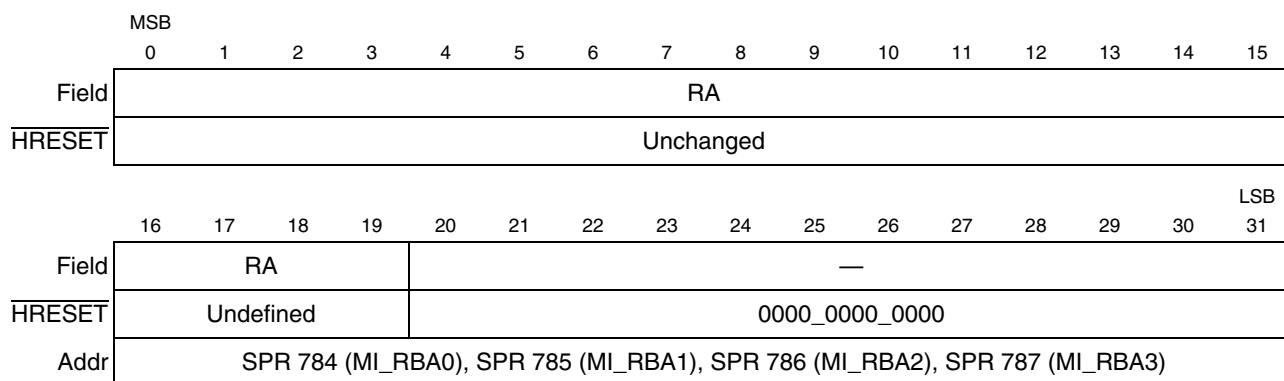 MSB
0 1 2 3 4 5 6 7 8 9 10 11 12 13 14 15
Field RA
HRESET Unchanged
LSB
16 17 18 19 20 21 22 23 24 25 26 27 28 29 30 31
Field RA —
HRESET Undefined 0000_0000_0000
Addr SPR 784 (MI_RBA0), SPR 785 (MI_RBA1), SPR 786 (MI_RBA2), SPR 787 (MI_RBA3)